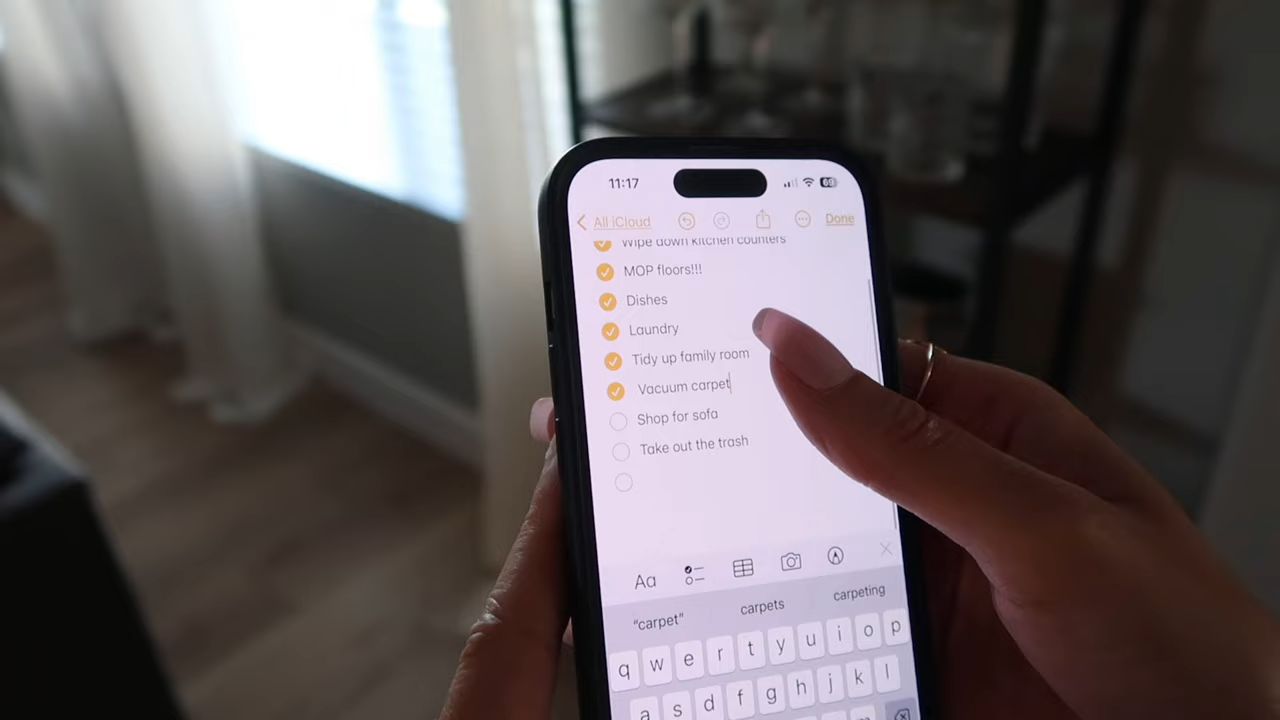 11:17
All iCloud
Done
Wipe down kitchen counters
MOP floors!!!
Dishes
Laundry
Tidy up family room
Vacuum carpet
Shop for sofa
Take out the trash
Aa
“carpet” carpets carpeting
q w e r t y u i o p
a s d f g h j k l